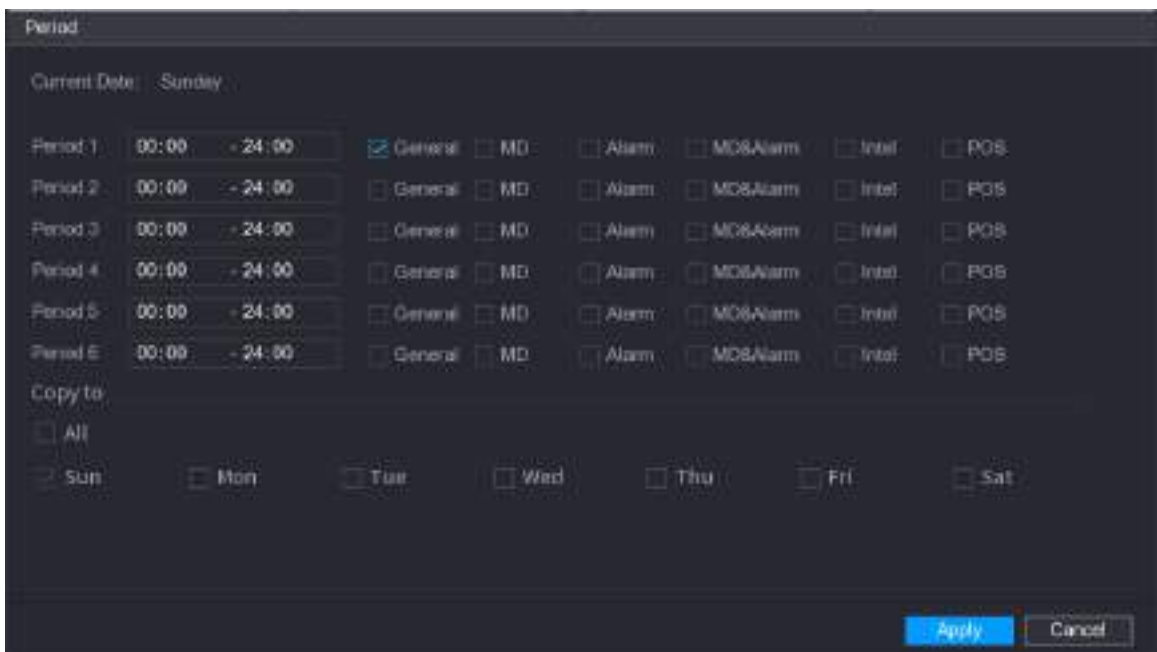 Period
Current Date: Sunday
Period 1 00:00 - 24:00 General MD Alarm MD&Alarm Intel POS
Period 2 00:00 - 24:00 General MD Alarm MD&Alarm Intel POS
Period 3 00:00 - 24:00 General MD Alarm MD&Alarm Intel POS
Period 4 00:00 - 24:00 General MD Alarm MD&Alarm Intel POS
Period 5 00:00 - 24:00 General MD Alarm MD&Alarm Intel POS
Period 6 00:00 - 24:00 General MD Alarm MD&Alarm Intel POS
Copy to
All
Sun Mon Tue Wed Thu Fri Sat
Apply Cancel